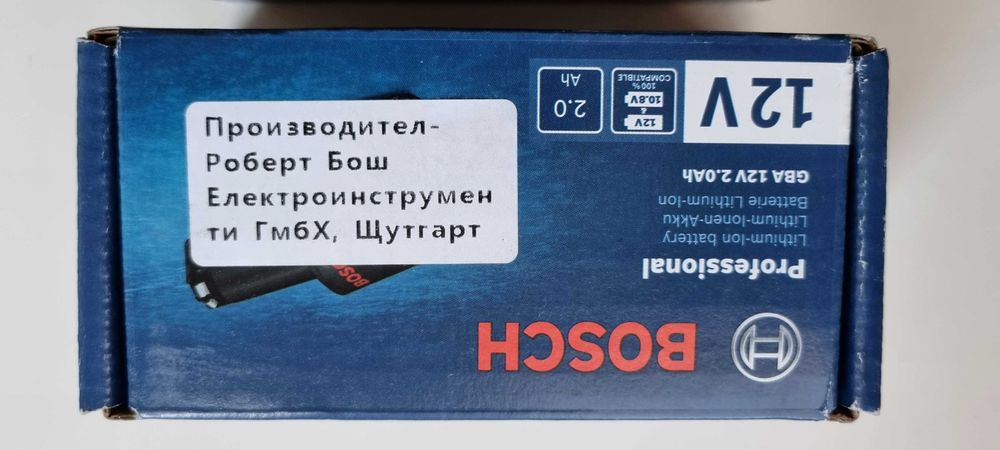 Производител-
Роберт Бош
Електроинструмен
ти ГмбХ, Щутгарт
BOSCH
Professional
Lithium-Ion battery
Lithium-Ionen-Akku
Batterie Lithium-Ion
GBA 12V 2.0Ah
12V
12V
&
10.8V
100%
COMPATIBLE
2.0
Ah
BOSCH